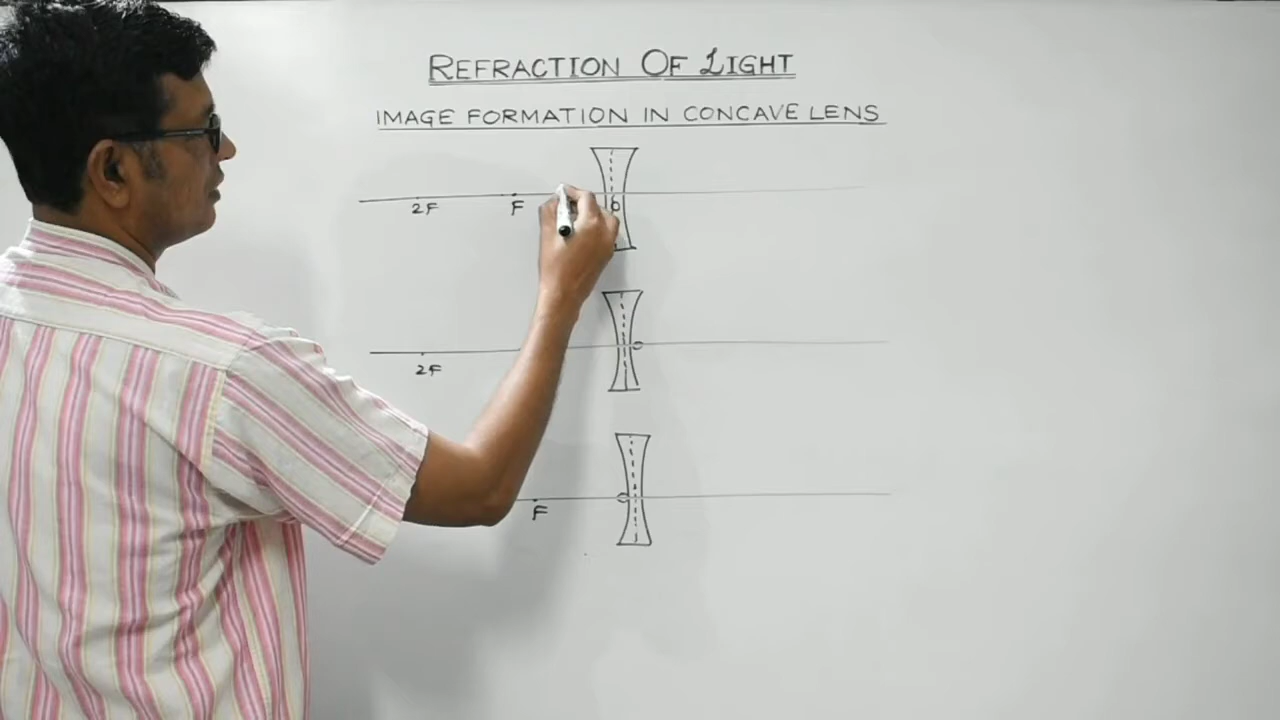 REFRACTION OF LIGHT
IMAGE FORMATION IN CONCAVE LENS
2F F O
2F
F